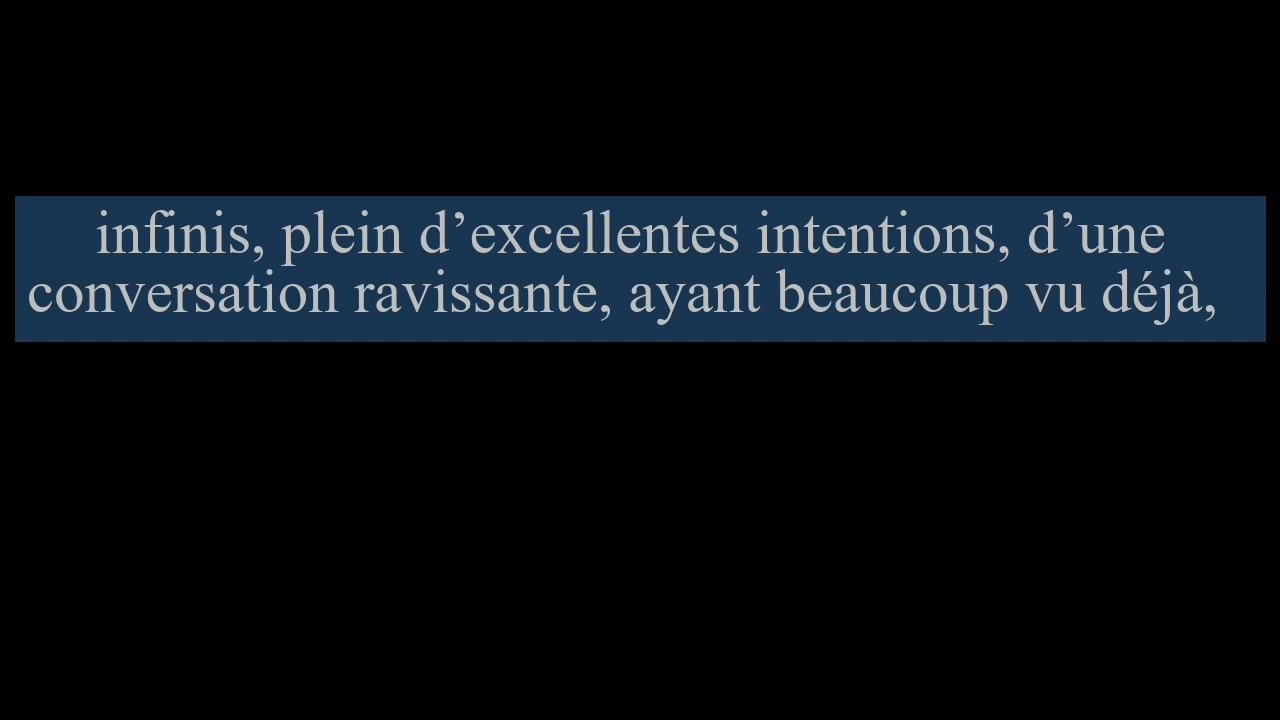 infinis, plein d’excellentes intentions, d’une
conversation ravissante, ayant beaucoup vu déjà,